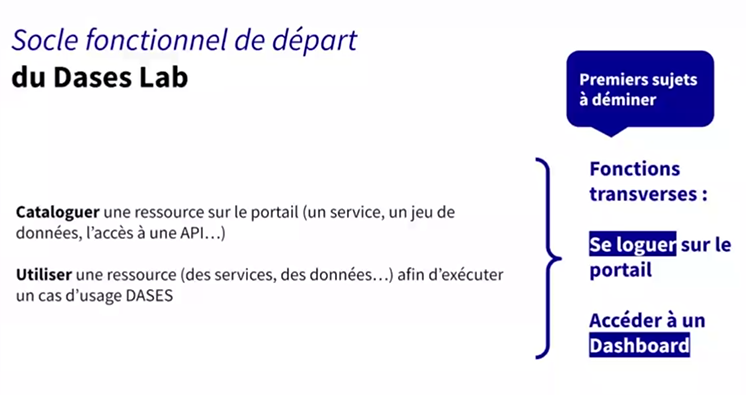 Socle fonctionnel de départ
du Dases Lab
Premiers sujets
à déminer
Cataloguer une ressource sur le portail (un service, un jeu de
données, l'accès à une API…)
Utiliser une ressource (des services, des données…) afin d'exécuter
un cas d'usage DASES
Fonctions
transverses :
Se loguer sur le
portail
Accéder à un
Dashboard